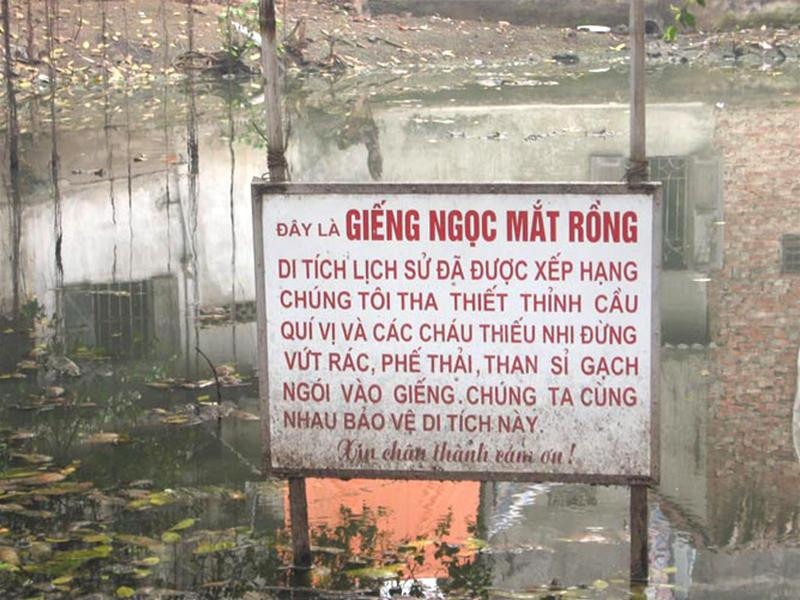 ĐÂY LÀ GIẾNG NGỌC MẮT RỒNG
DI TÍCH LỊCH SỬ ĐÃ ĐƯỢC XẾP HẠNG
CHÚNG TÔI THA THIẾT THỈNH CẦU
QUÍ VỊ VÀ CÁC CHÁU THIẾU NHI ĐỪNG
VỨT RÁC, PHẾ THẢI, THAN SỈ GẠCH
NGÓI VÀO GIẾNG. CHÚNG TA CÙNG
NHAU BẢO VỆ DI TÍCH NÀY.
Xin chân thành cám ơn!